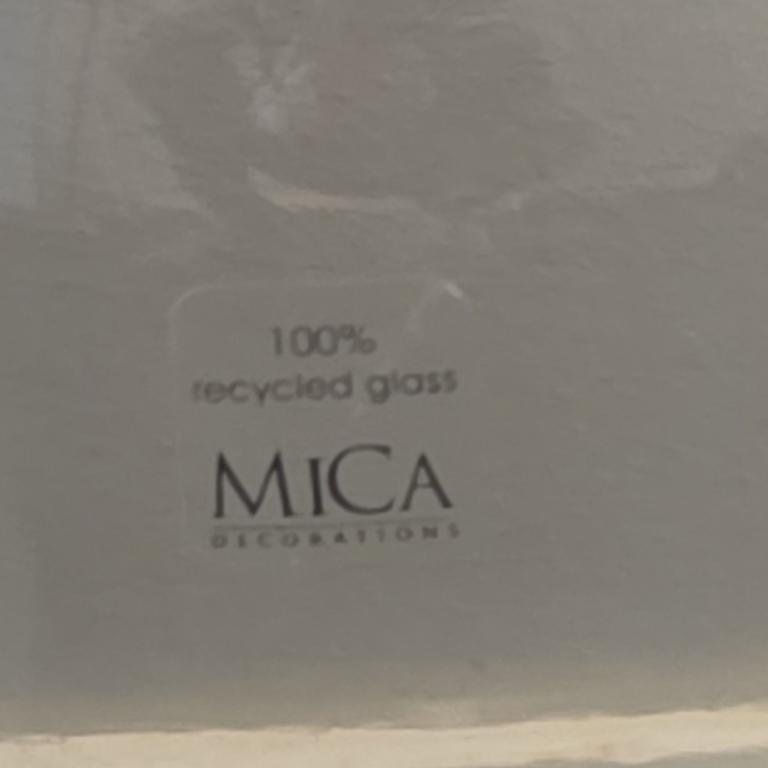 100%
recycled glass
MICA
DECORATIONS